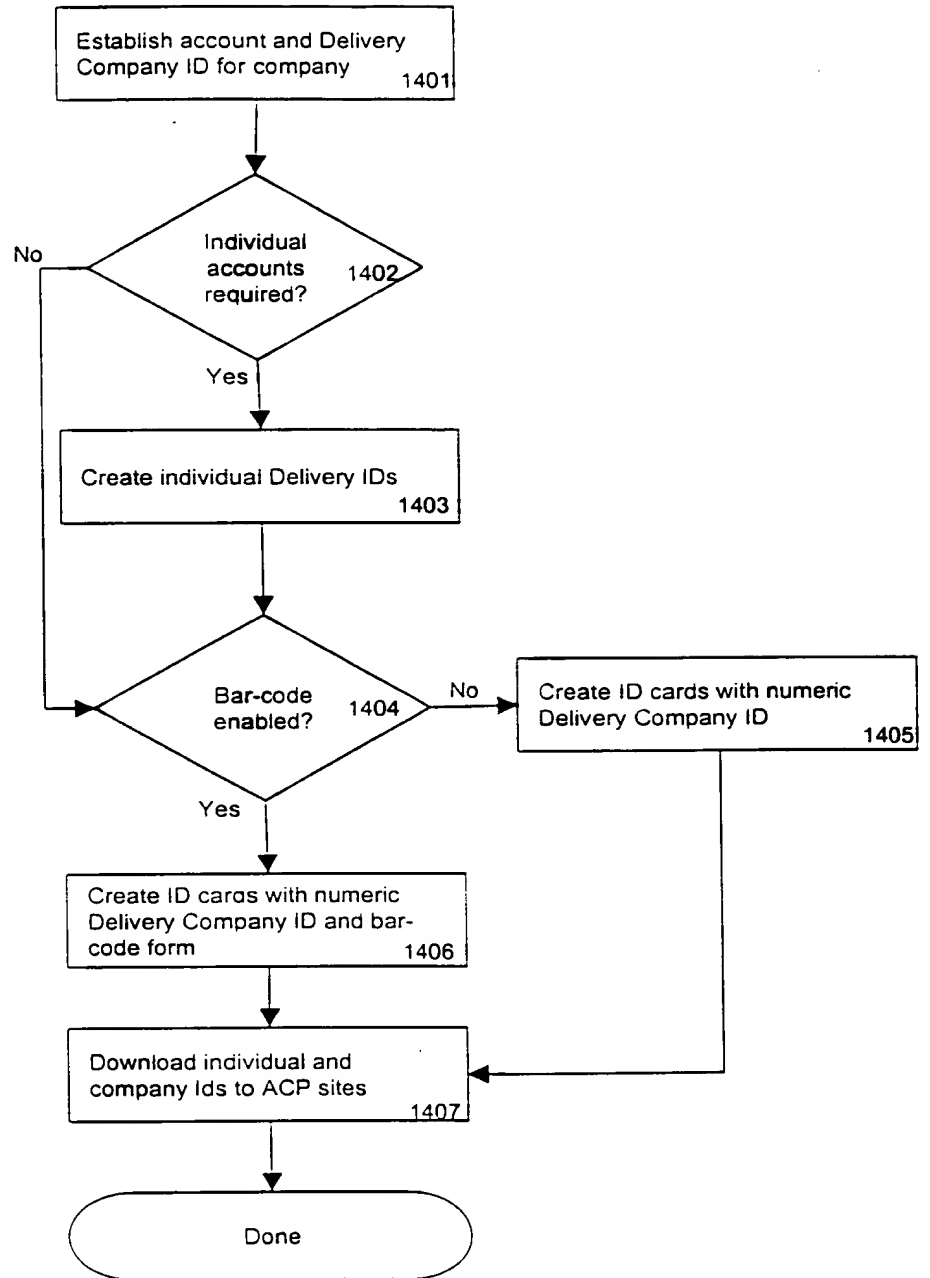 Establish account and Delivery
Company ID for company
1401
Individual
accounts
required?
1402
No
Yes
Create individual Delivery IDs
1403
Bar-code
enabled?
1404
No
Create ID cards with numeric
Delivery Company ID
1405
Yes
Create ID cards with numeric
Delivery Company ID and bar-
code form
1406
Download individual and
company Ids to ACP sites
1407
Done